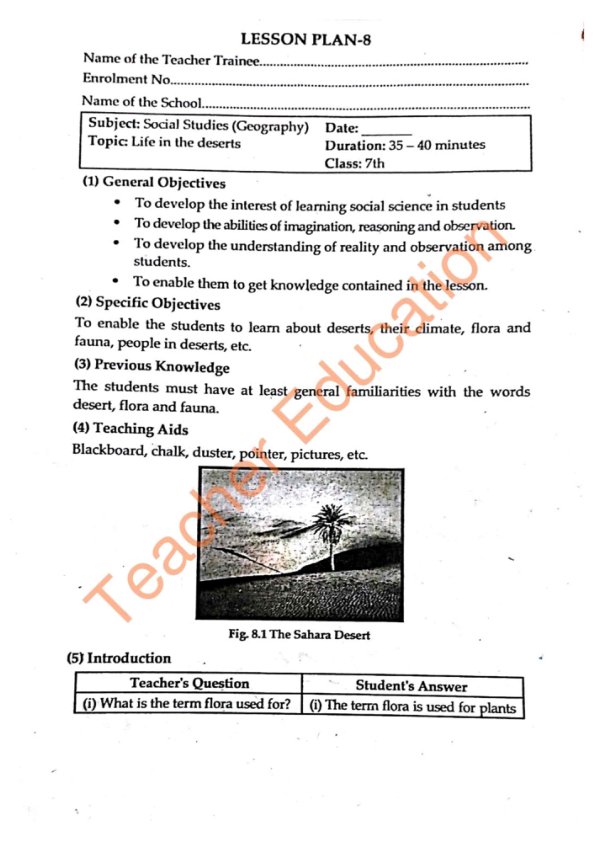 LESSON PLAN-8
Name of the Teacher Trainee....................................................................
Enrolment No..........................................................................................
Name of the School..................................................................................
Subject: Social Studies (Geography) Date: ________
Topic: Life in the deserts Duration: 35 – 40 minutes
Class: 7th
(1) General Objectives
• To develop the interest of learning social science in students
• To develop the abilities of imagination, reasoning and observation.
• To develop the understanding of reality and observation among
students.
• To enable them to get knowledge contained in the lesson.
(2) Specific Objectives
To enable the students to learn about deserts, their climate, flora and
fauna, people in deserts, etc.
(3) Previous Knowledge
The students must have at least general familiarities with the words
desert, flora and fauna.
(4) Teaching Aids
Blackboard, chalk, duster, pointer, pictures, etc.
Fig. 8.1 The Sahara Desert
(5) Introduction
Teacher's Question Student's Answer
(i) What is the term flora used for? (i) The term flora is used for plants
Teacher Education